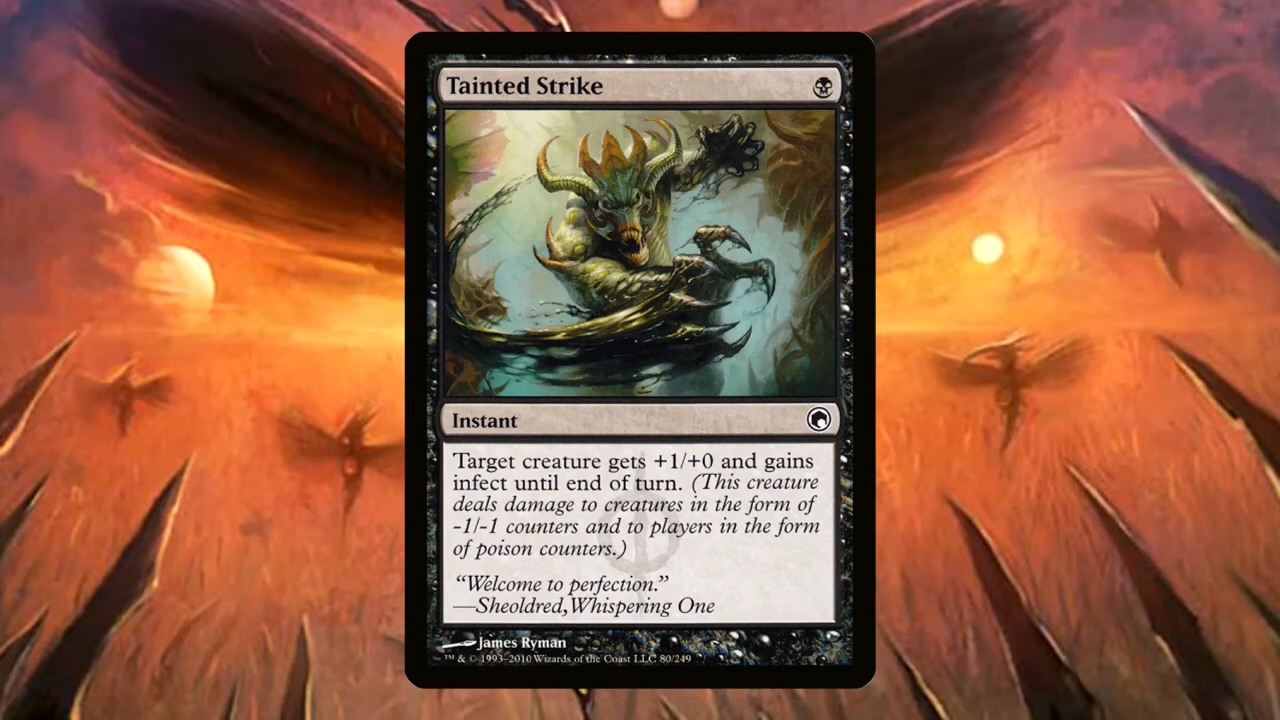 Tainted Strike
Instant
Target creature gets +1/+0 and gains
infect until end of turn. (This creature
deals damage to creatures in the form of
-1/-1 counters and to players in the form
of poison counters.)
“Welcome to perfection.”
—Sheoldred,Whispering One
James Ryman
™ & © 1993–2010 Wizards of the Coast LLC 80/249